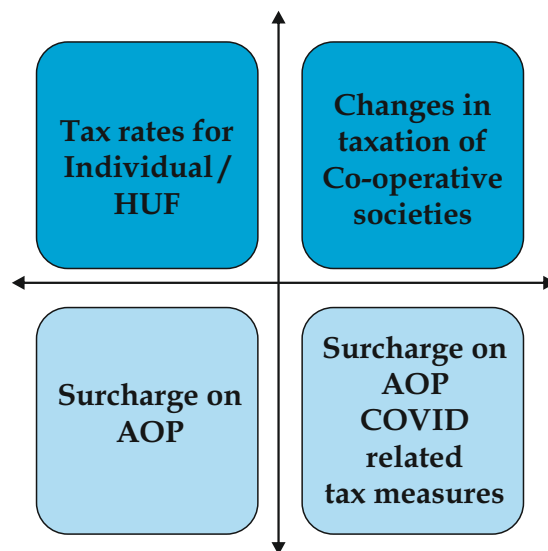 Tax rates for
Individual /
HUF
Changes in
taxation of
Co-operative
societies
Surcharge on
AOP
Surcharge on
AOP
COVID
related
tax measures